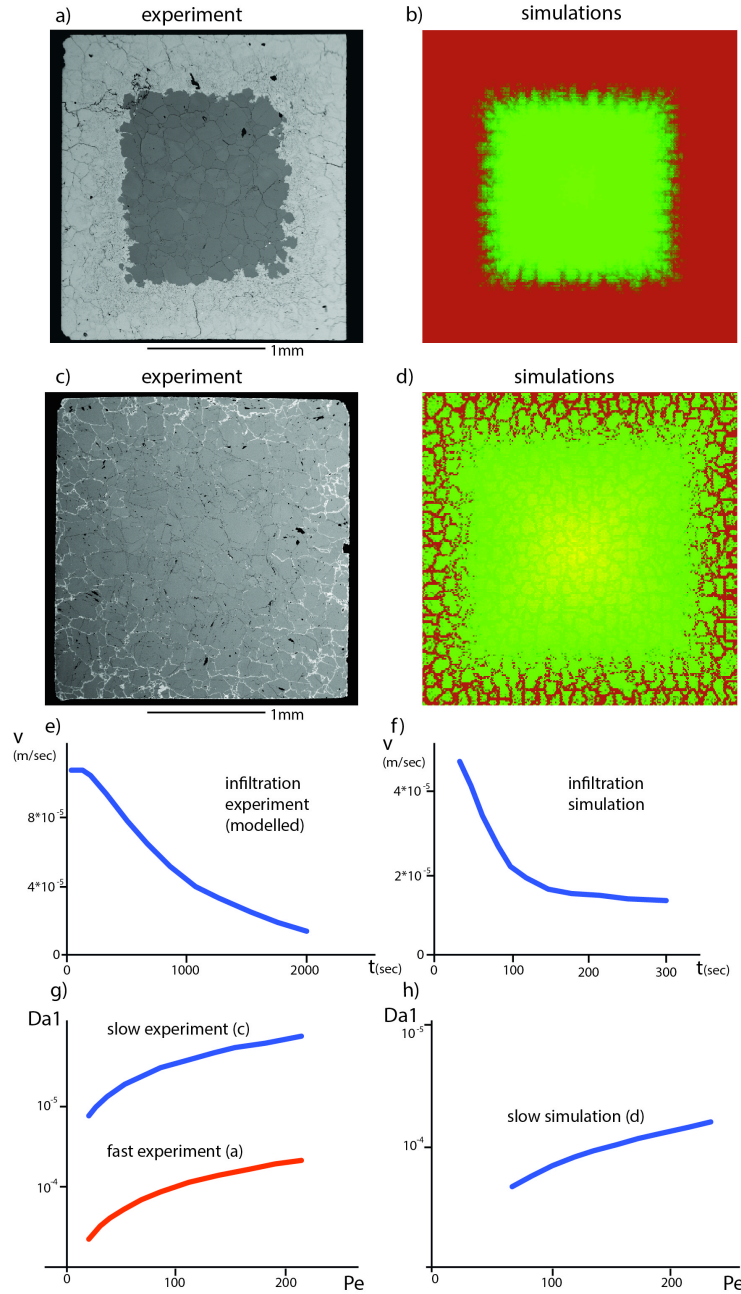 a) experiment
b) simulations
1mm
c) experiment
d) simulations
1mm
e)
v
(m/sec)
8*10-5
4*10-5
0
infiltration
experiment
(modelled)
0 1000 2000 t(sec)
f)
v
(m/sec)
4*10-5
2*10-5
0
infiltration
simulation
0 100 200 300 t(sec)
g)
Da1
slow experiment (c)
10-5
fast experiment (a)
10-4
0 100 200 Pe
h)
Da1
10-5
slow simulation (d)
10-4
0 100 200 Pe